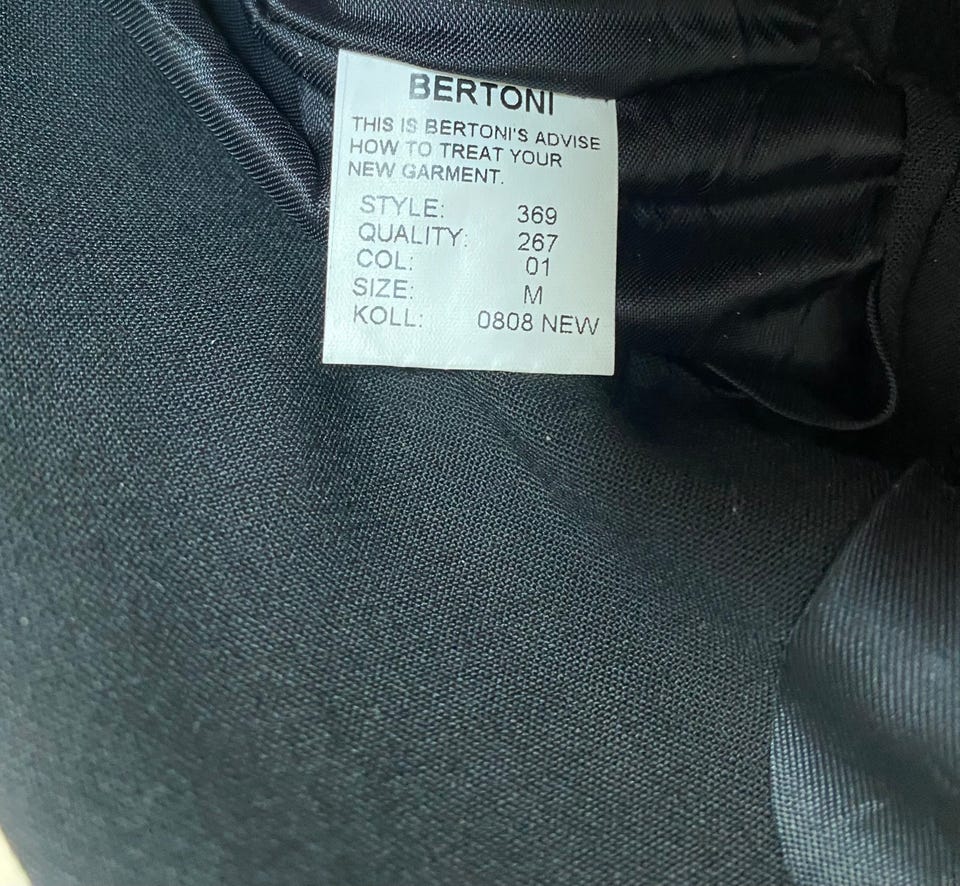 BERTONI
THIS IS BERTONI'S ADVISE
HOW TO TREAT YOUR
NEW GARMENT.
STYLE: 369
QUALITY: 267
COL: 01
SIZE: M
KOLL: 0808 NEW